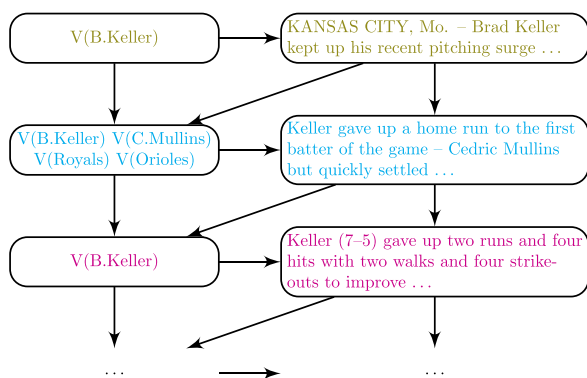 V(B.Keller)
KANSAS CITY, Mo. – Brad Keller
kept up his recent pitching surge ...
V(B.Keller) V(C.Mullins)
V(Royals) V(Orioles)
Keller gave up a home run to the first
batter of the game – Cedric Mullins
but quickly settled ...
V(B.Keller)
Keller (7–5) gave up two runs and four
hits with two walks and four strike-
outs to improve ...
...
...